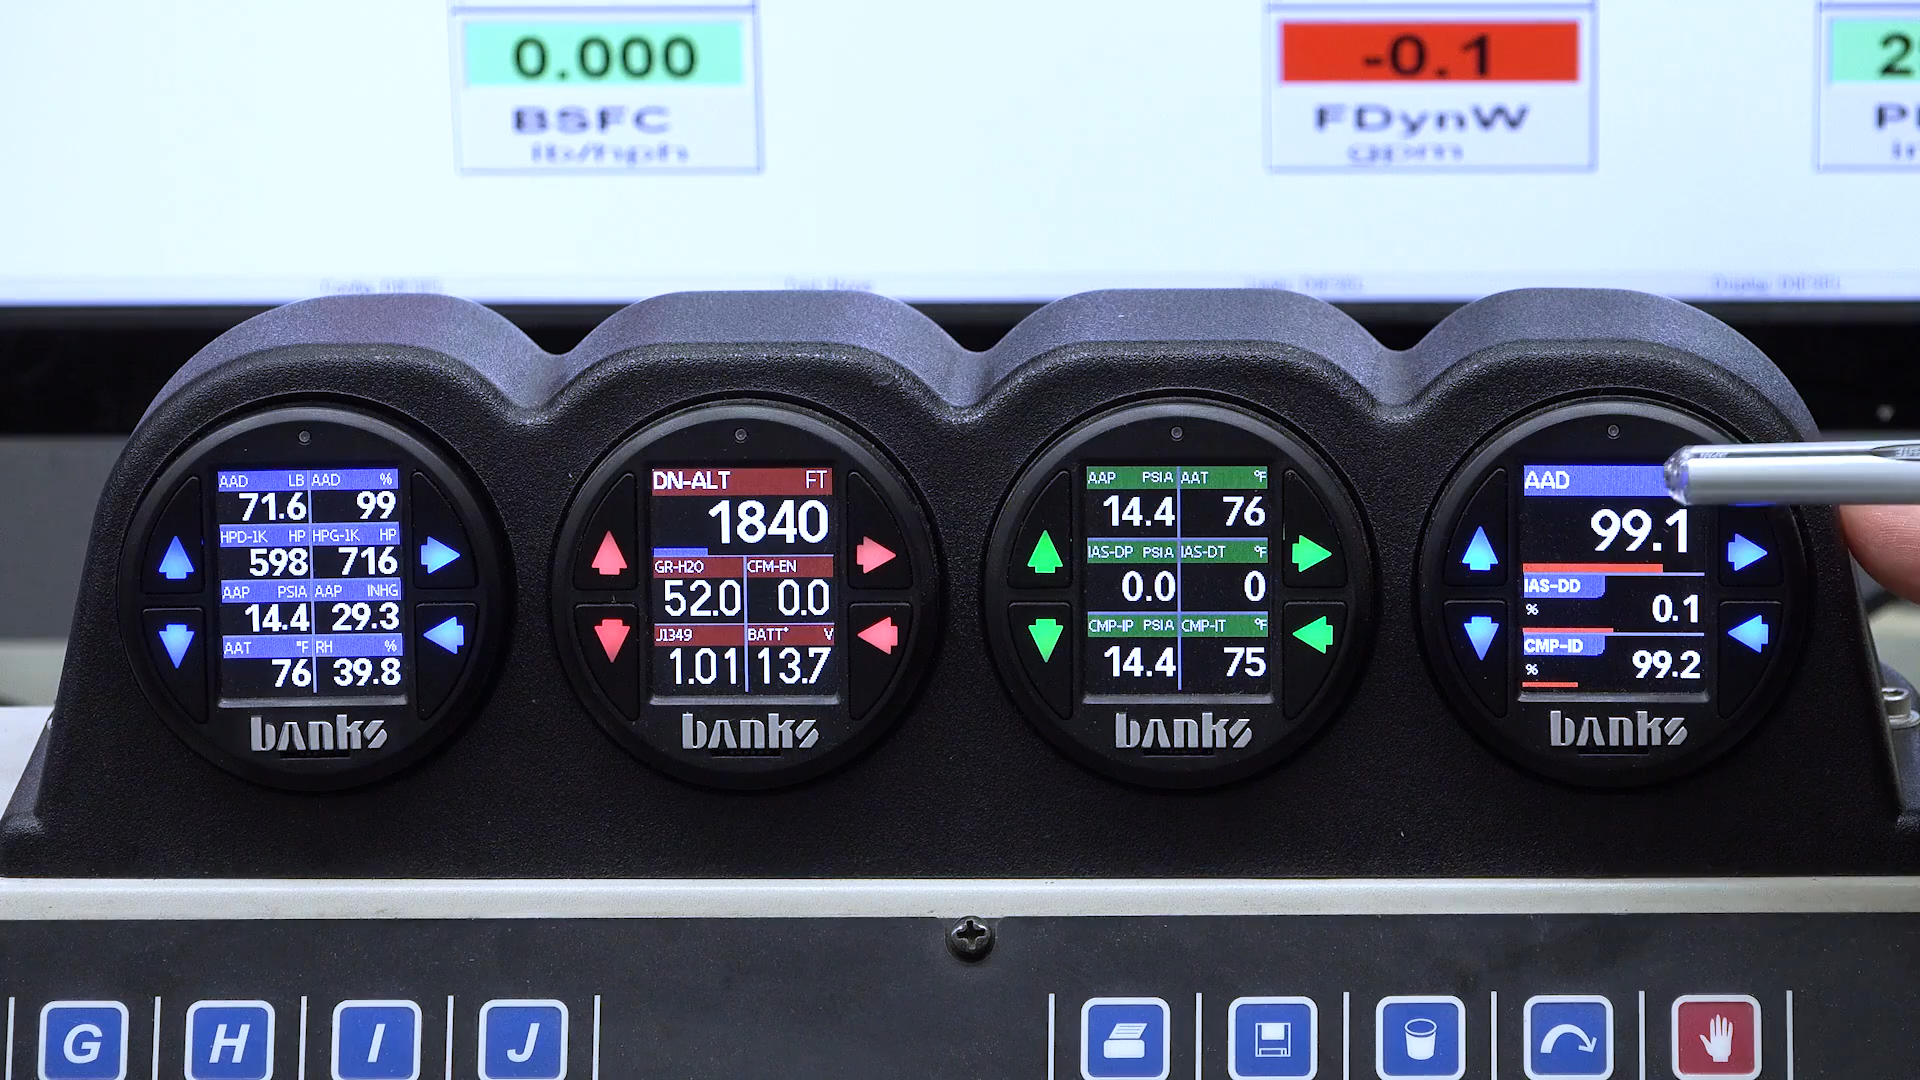 0.000
BSFC
lb/hph
-0.1
FDynW
gpm
AAD LB AAD %
71.6 99
HPD-1K HP HPG-1K HP
598 716
AAP PSIA AAP INHG
14.4 29.3
AAT °F RH %
76 39.8
banks
DN-ALT FT
1840
GR-H2O CFM-EN
52.0 0.0
J1349 BATT+ V
1.01 13.7
banks
AAP PSIA AAT °F
14.4 76
IAS-DP PSIA IAS-DT °F
0.0 0
CMP-IP PSIA CMP-IT °F
14.4 75
banks
AAD
99.1
IAS-DD
% 0.1
CMP-ID
% 99.2
banks
G H I J